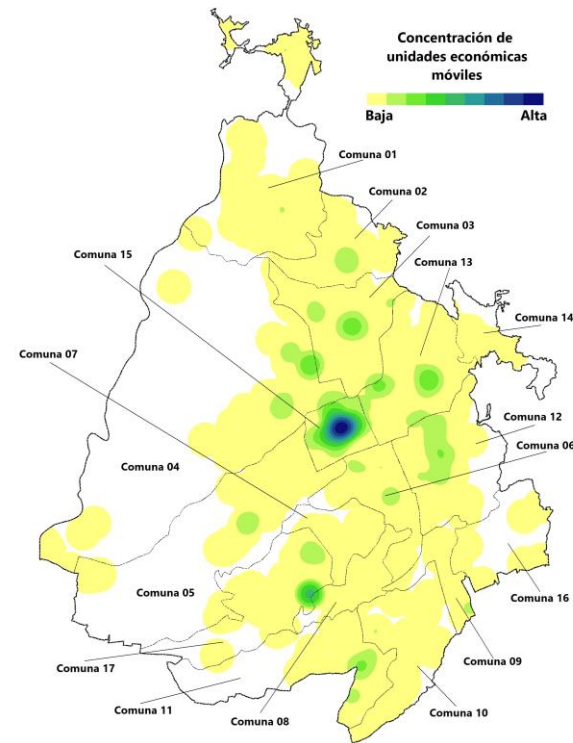 Concentración de
unidades económicas
móviles
Baja
Alta
Comuna 01
Comuna 02
Comuna 03
Comuna 15
Comuna 13
Comuna 14
Comuna 07
Comuna 12
Comuna 06
Comuna 04
Comuna 05
Comuna 16
Comuna 17
Comuna 09
Comuna 11
Comuna 08
Comuna 10